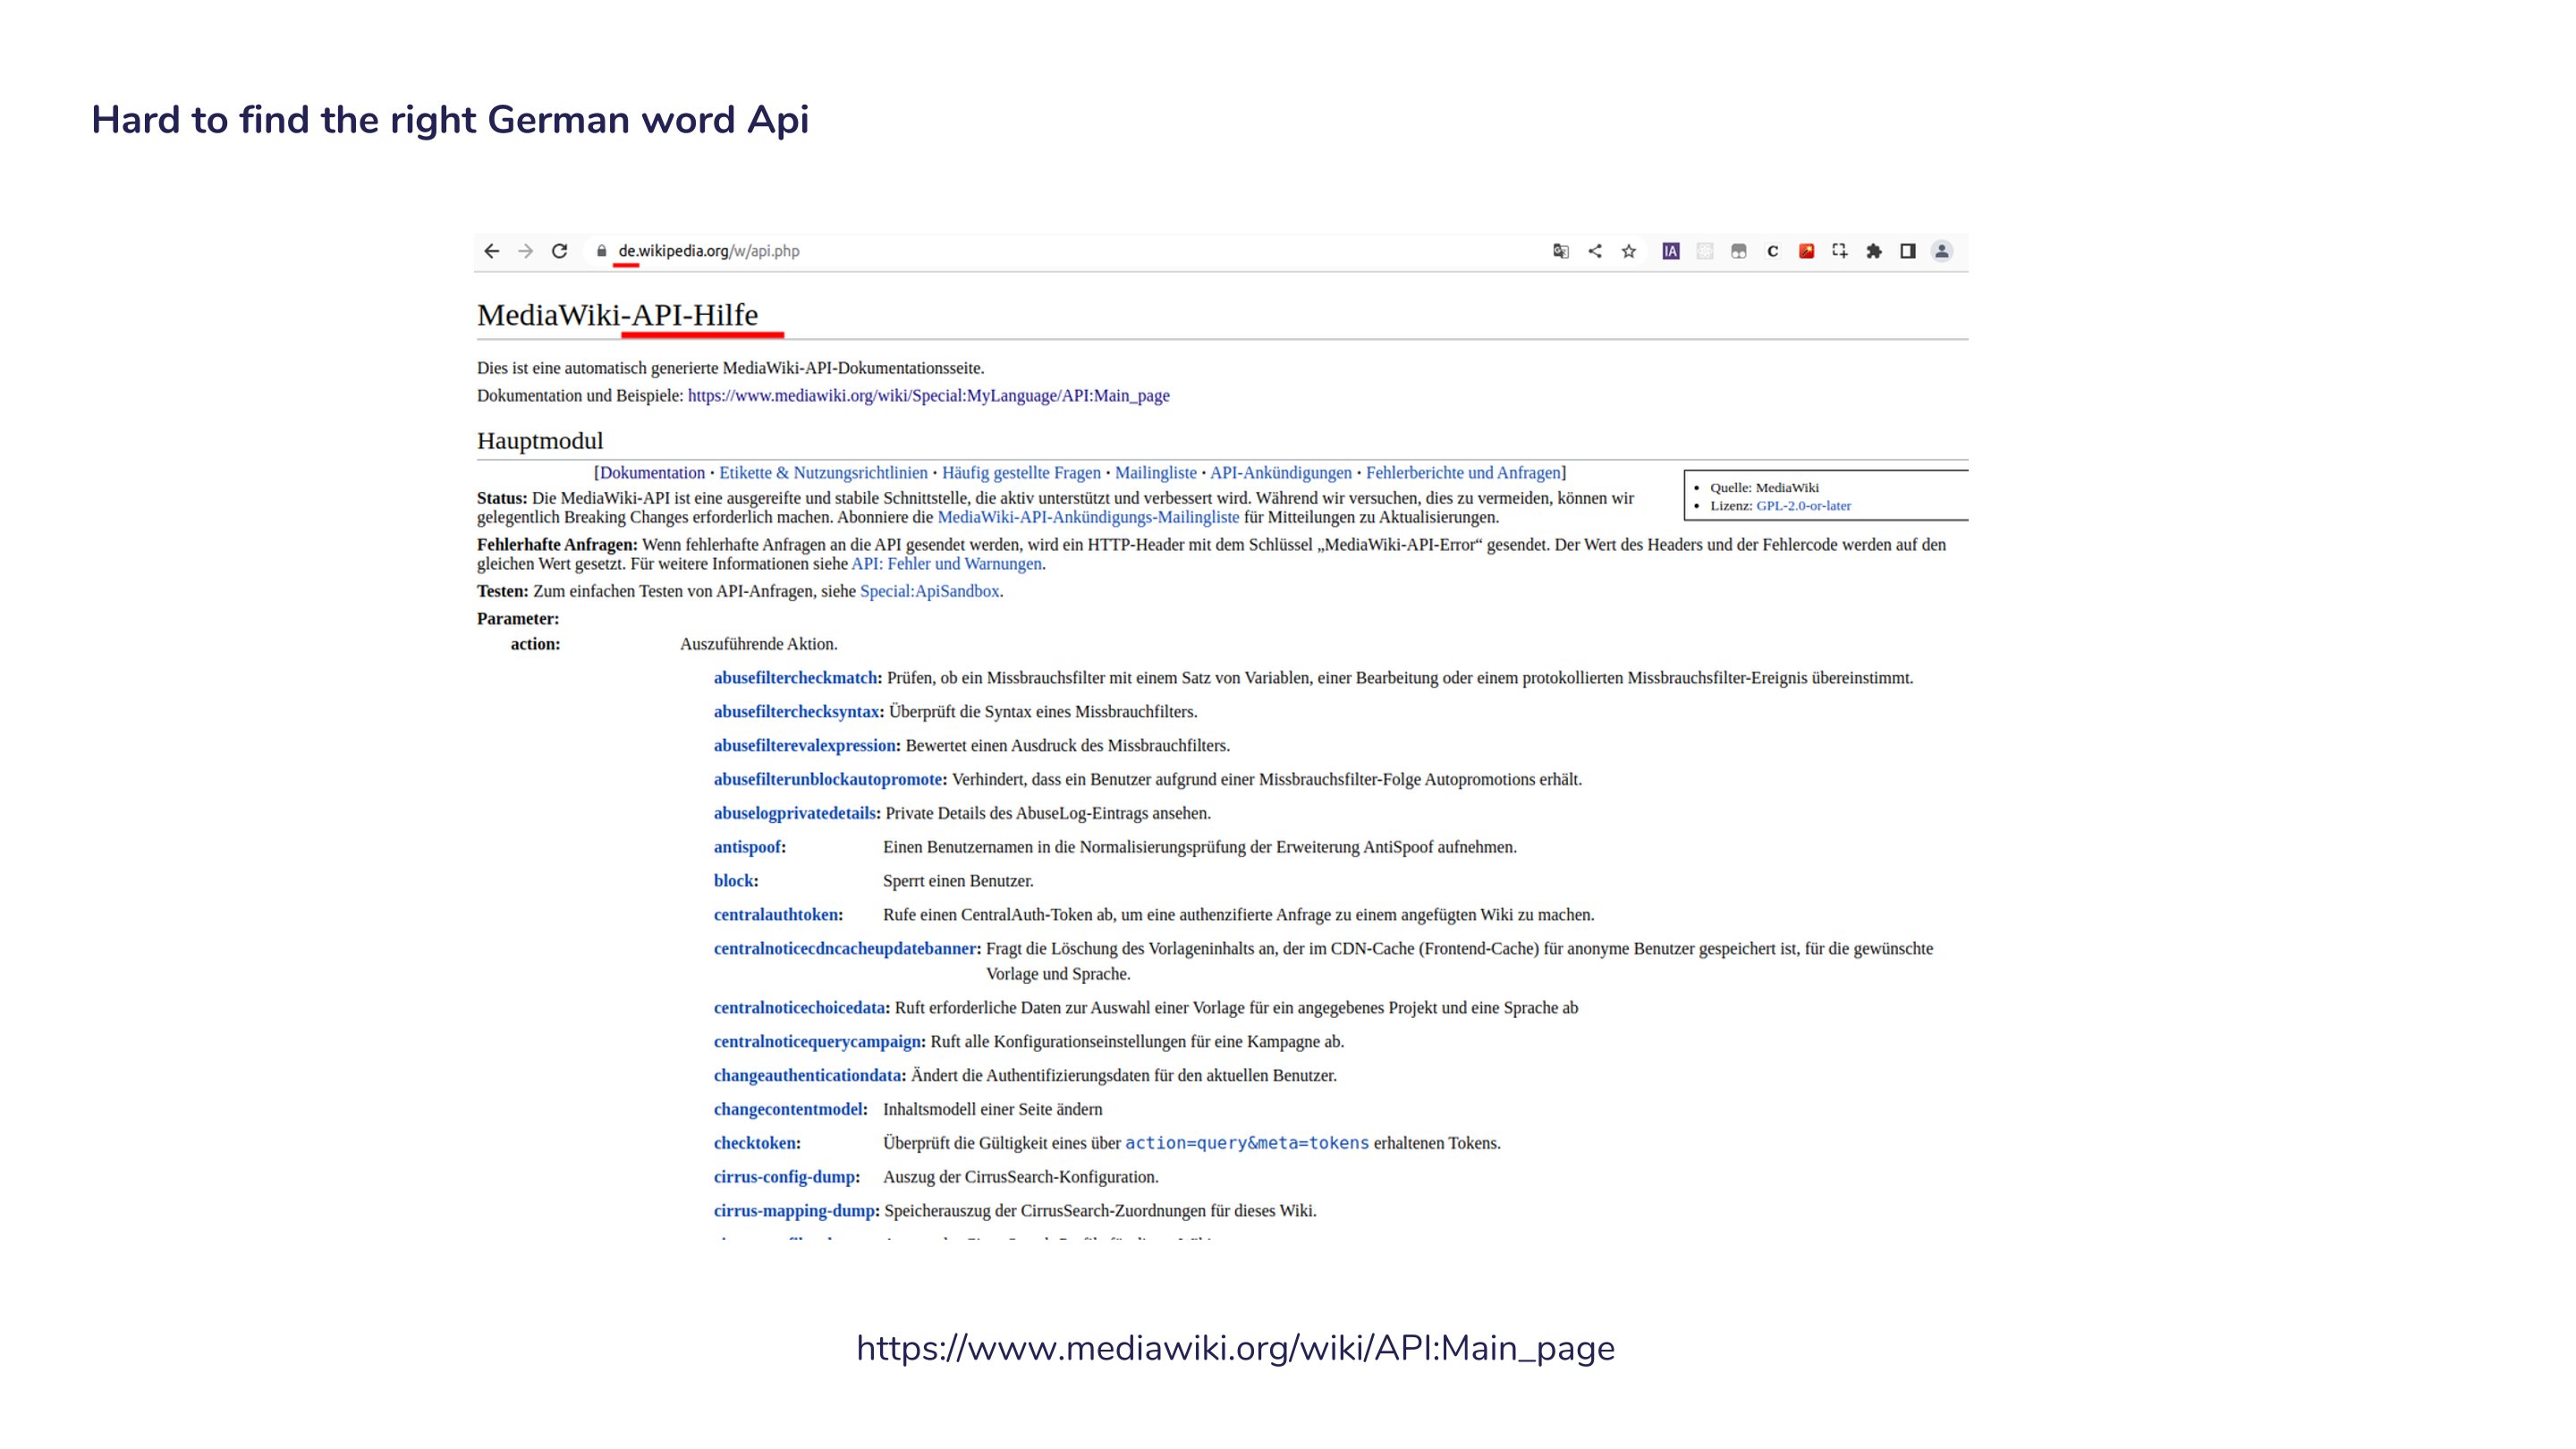 Hard to find the right German word Api
de.wikipedia.org/w/api.php
IA
C
MediaWiki-API-Hilfe
Dies ist eine automatisch generierte MediaWiki-API-Dokumentationsseite.
Dokumentation und Beispiele: https://www.mediawiki.org/wiki/Special:MyLanguage/API:Main_page
Hauptmodul
[Dokumentation · Etikette & Nutzungsrichtlinien · Häufig gestellte Fragen · Mailingliste · API-Ankündigungen · Fehlerberichte und Anfragen]
• Quelle: MediaWiki
• Lizenz: GPL-2.0-or-later
Status: Die MediaWiki-API ist eine ausgereifte und stabile Schnittstelle, die aktiv unterstützt und verbessert wird. Während wir versuchen, dies zu vermeiden, können wir
gelegentlich Breaking Changes erforderlich machen. Abonniere die MediaWiki-API-Ankündigungs-Mailingliste für Mitteilungen zu Aktualisierungen.
Fehlerhafte Anfragen: Wenn fehlerhafte Anfragen an die API gesendet werden, wird ein HTTP-Header mit dem Schlüssel „MediaWiki-API-Error“ gesendet. Der Wert des Headers und der Fehlercode werden auf den
gleichen Wert gesetzt. Für weitere Informationen siehe API: Fehler und Warnungen.
Testen: Zum einfachen Testen von API-Anfragen, siehe Special:ApiSandbox.
Parameter:
action: Auszuführende Aktion.
abusefiltercheckmatch: Prüfen, ob ein Missbrauchsfilter mit einem Satz von Variablen, einer Bearbeitung oder einem protokollierten Missbrauchsfilter-Ereignis übereinstimmt.
abusefilterchecksyntax: Überprüft die Syntax eines Missbrauchfilters.
abusefilterevalexpression: Bewertet einen Ausdruck des Missbrauchfilters.
abusefilterunblockautopromote: Verhindert, dass ein Benutzer aufgrund einer Missbrauchsfilter-Folge Autopromotions erhält.
abuselogprivatedetails: Private Details des AbuseLog-Eintrags ansehen.
antispoof: Einen Benutzernamen in die Normalisierungsprüfung der Erweiterung AntiSpoof aufnehmen.
block: Sperrt einen Benutzer.
centralauthtoken: Rufe einen CentralAuth-Token ab, um eine authenzifierte Anfrage zu einem angefügten Wiki zu machen.
centralnoticecdncacheupdatebanner: Fragt die Löschung des Vorlageninhalts an, der im CDN-Cache (Frontend-Cache) für anonyme Benutzer gespeichert ist, für die gewünschte
Vorlage und Sprache.
centralnoticechoicedata: Ruft erforderliche Daten zur Auswahl einer Vorlage für ein angegebenes Projekt und eine Sprache ab
centralnoticequerycampaign: Ruft alle Konfigurationseinstellungen für eine Kampagne ab.
changeauthenticationdata: Ändert die Authentifizierungsdaten für den aktuellen Benutzer.
changecontentmodel: Inhaltsmodell einer Seite ändern
checktoken: Überprüft die Gültigkeit eines über action=query&meta=tokens erhaltenen Tokens.
cirrus-config-dump: Auszug der CirrusSearch-Konfiguration.
cirrus-mapping-dump: Speicherauszug der CirrusSearch-Zuordnungen für dieses Wiki.
https://www.mediawiki.org/wiki/API:Main_page